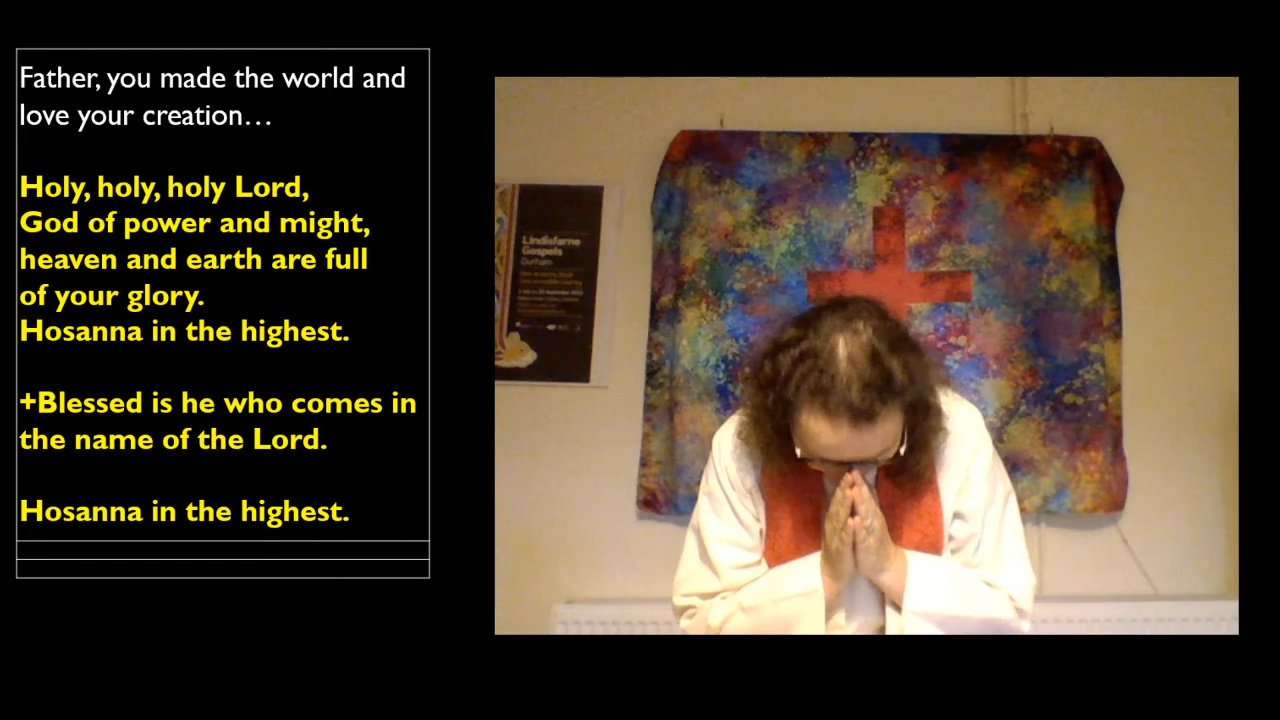 Father, you made the world and
love your creation…
Holy, holy, holy Lord,
God of power and might,
heaven and earth are full
of your glory.
Hosanna in the highest.
+Blessed is he who comes in
the name of the Lord.
Hosanna in the highest.
Lindisfarne
Gospels
Durham